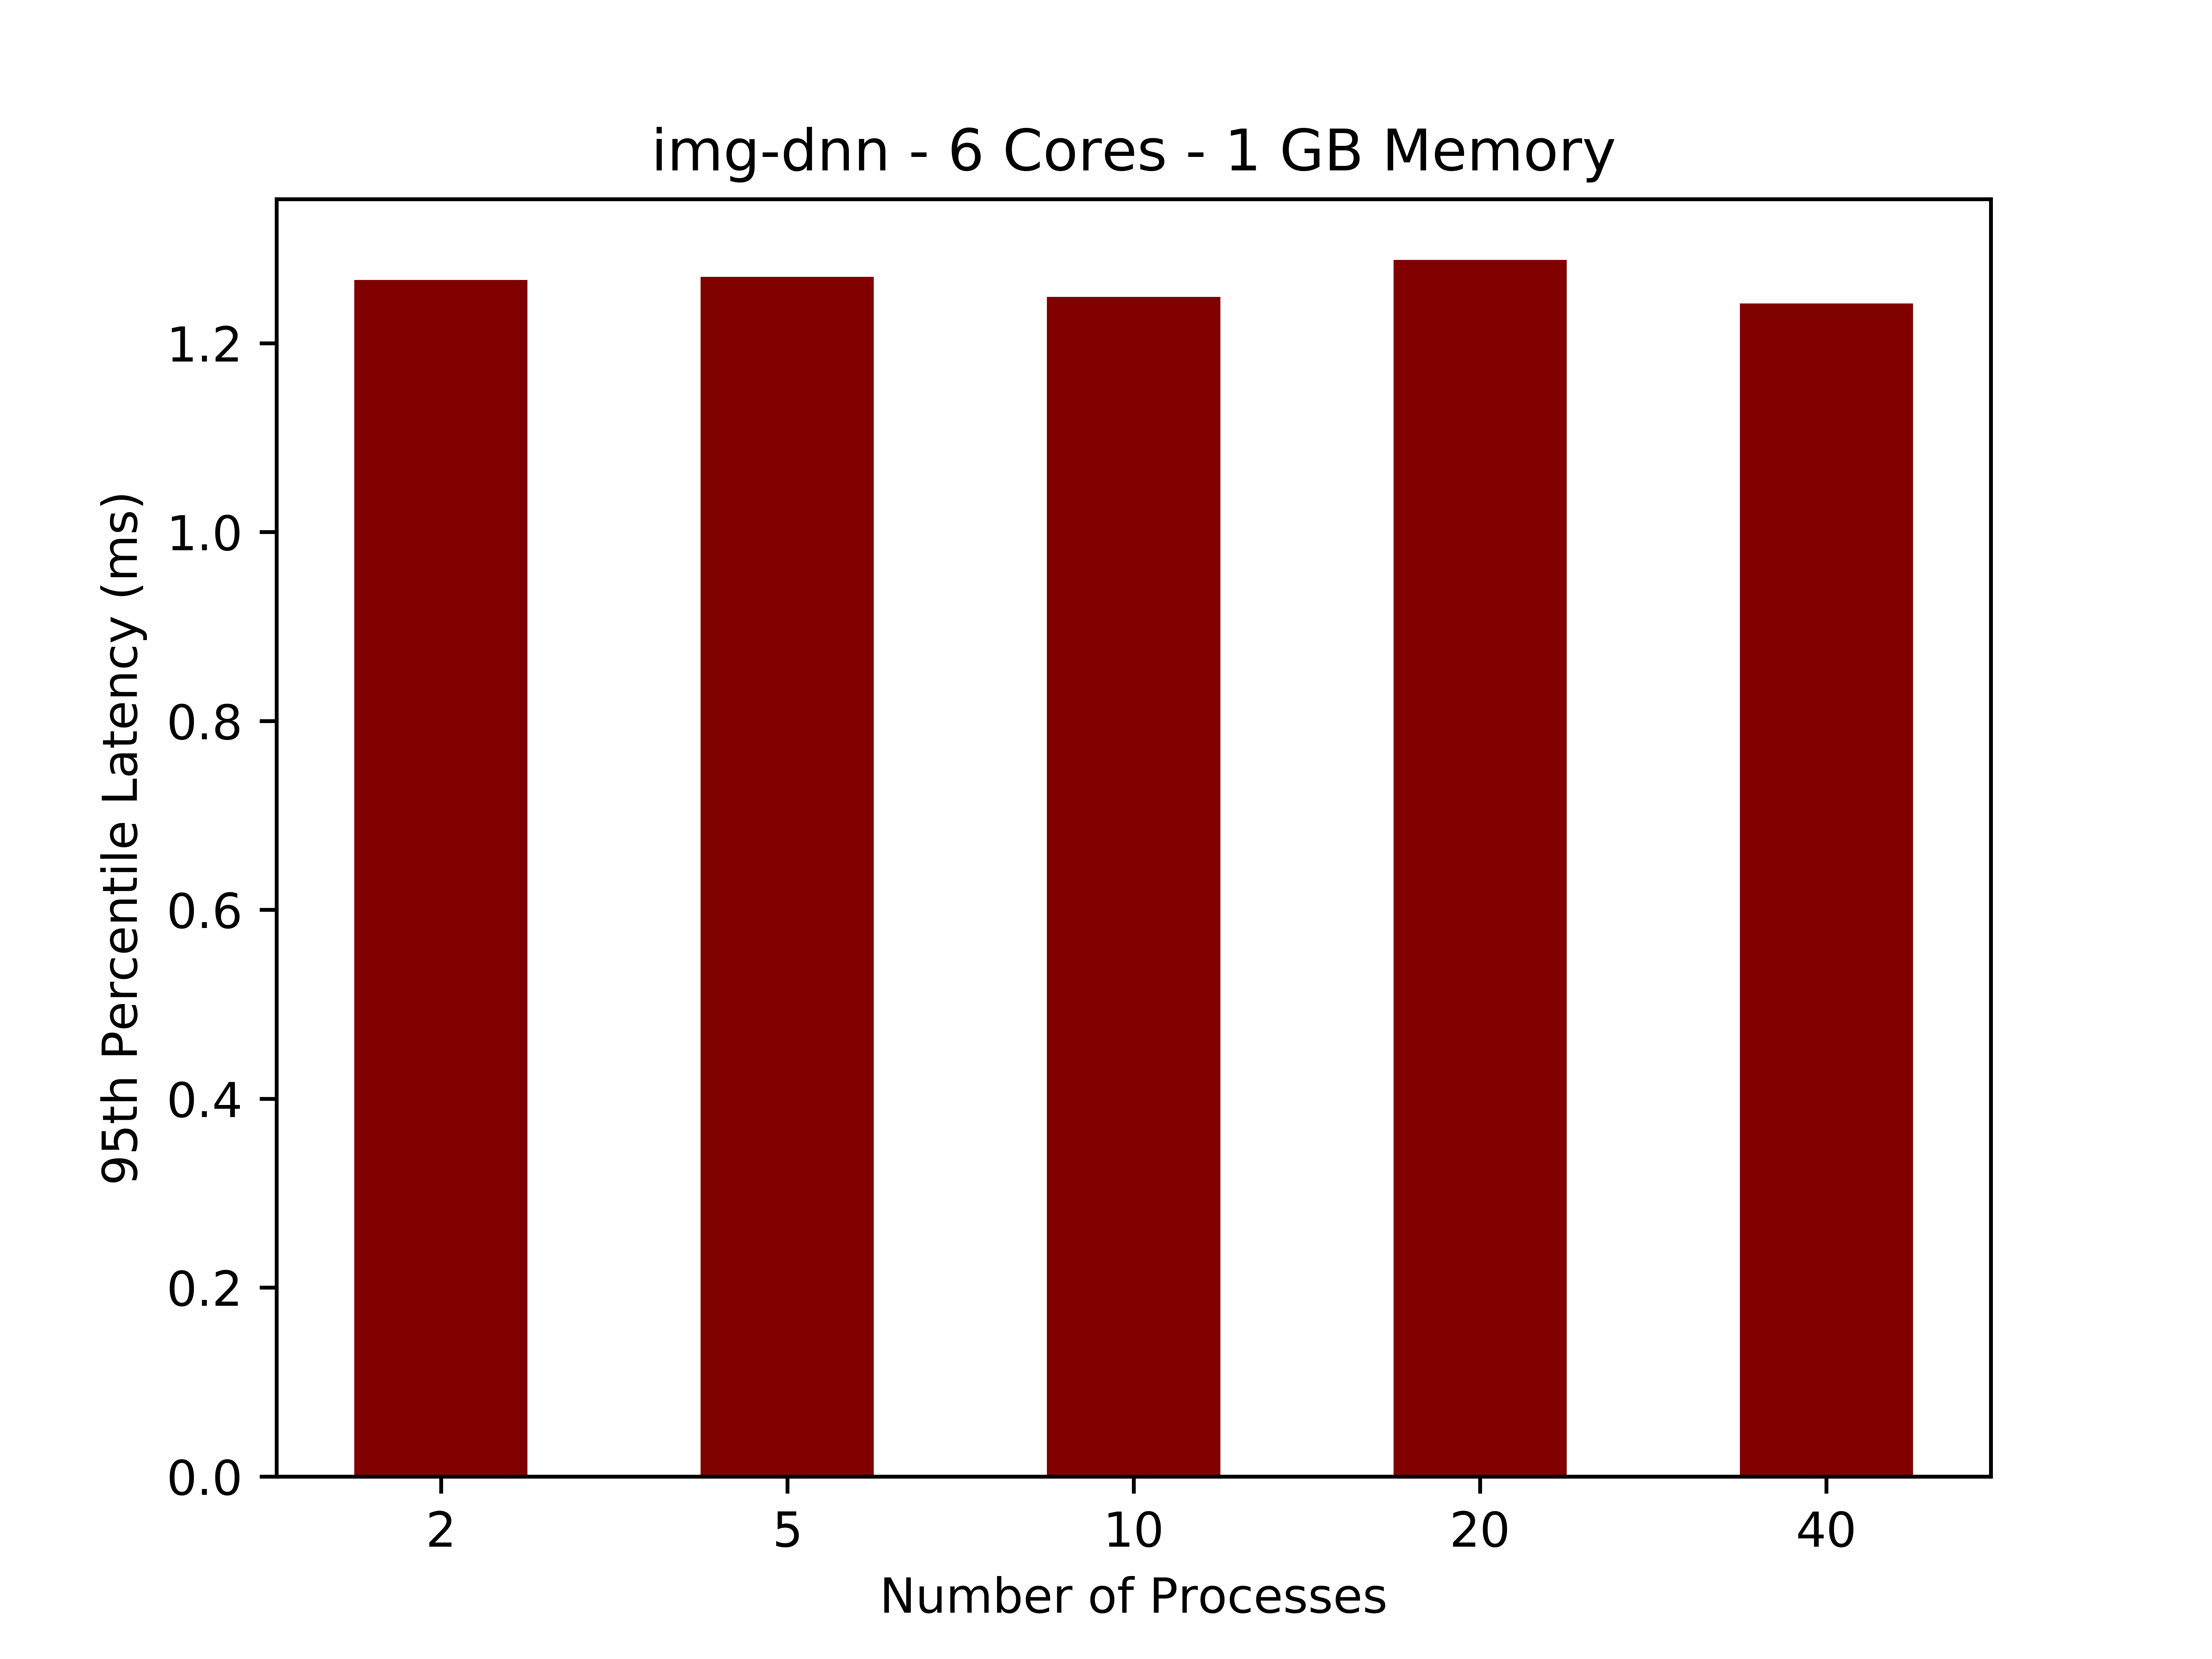 img-dnn - 6 Cores - 1 GB Memory
95th Percentile Latency (ms)
1.2
1.0
0.8
0.6
0.4
0.2
0.0
2 5 10 20 40
Number of Processes